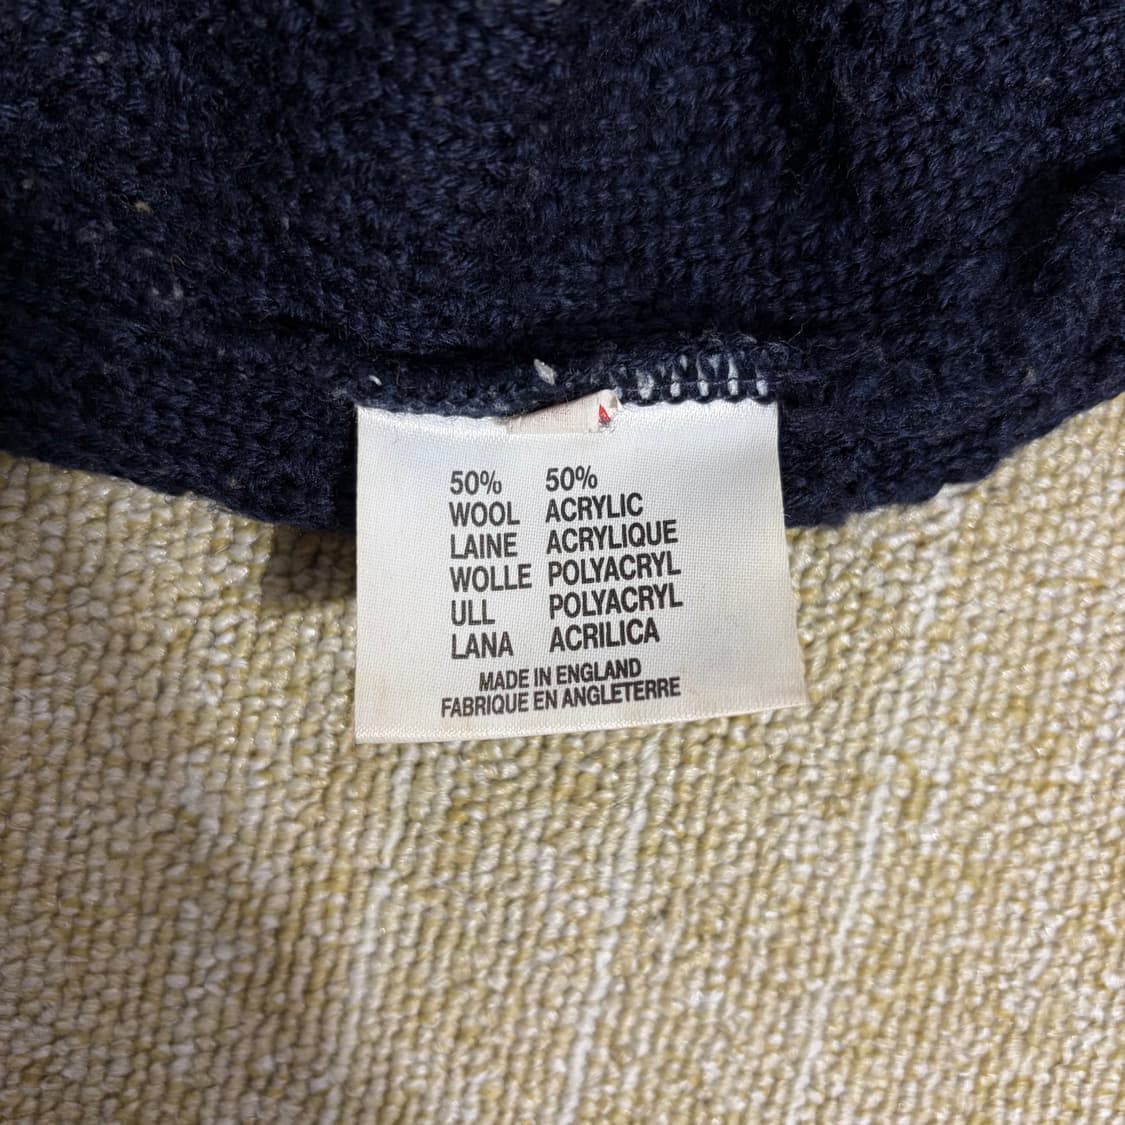 50% 50%
WOOL ACRYLIC
LAINE ACRYLIQUE
WOLLE POLYACRYL
ULL POLYACRYL
LANA ACRILICA
MADE IN ENGLAND
FABRIQUE EN ANGLETERRE